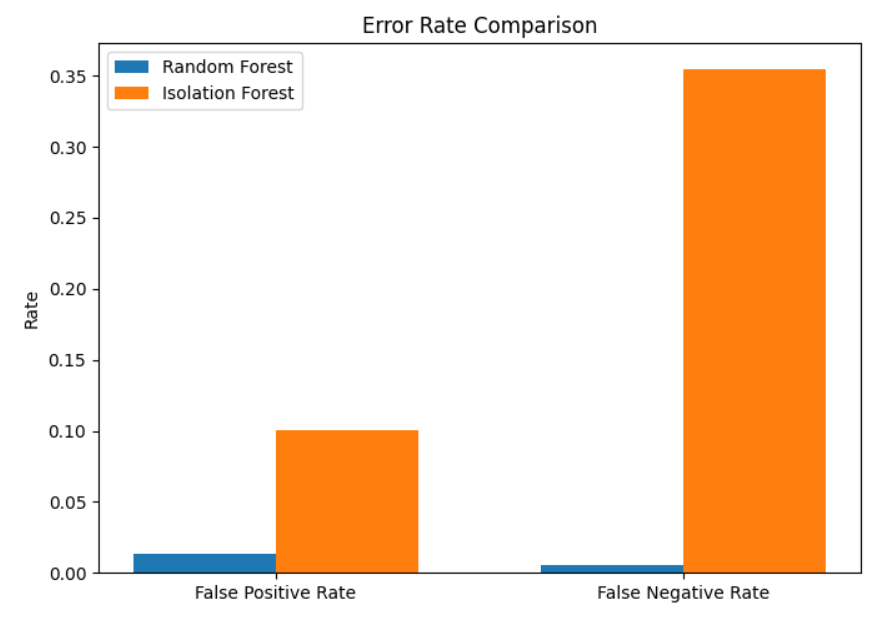 Error Rate Comparison
Random Forest
Isolation Forest
0.35
0.30
0.25
0.20
0.15
0.10
0.05
0.00
Rate
False Positive Rate
False Negative Rate